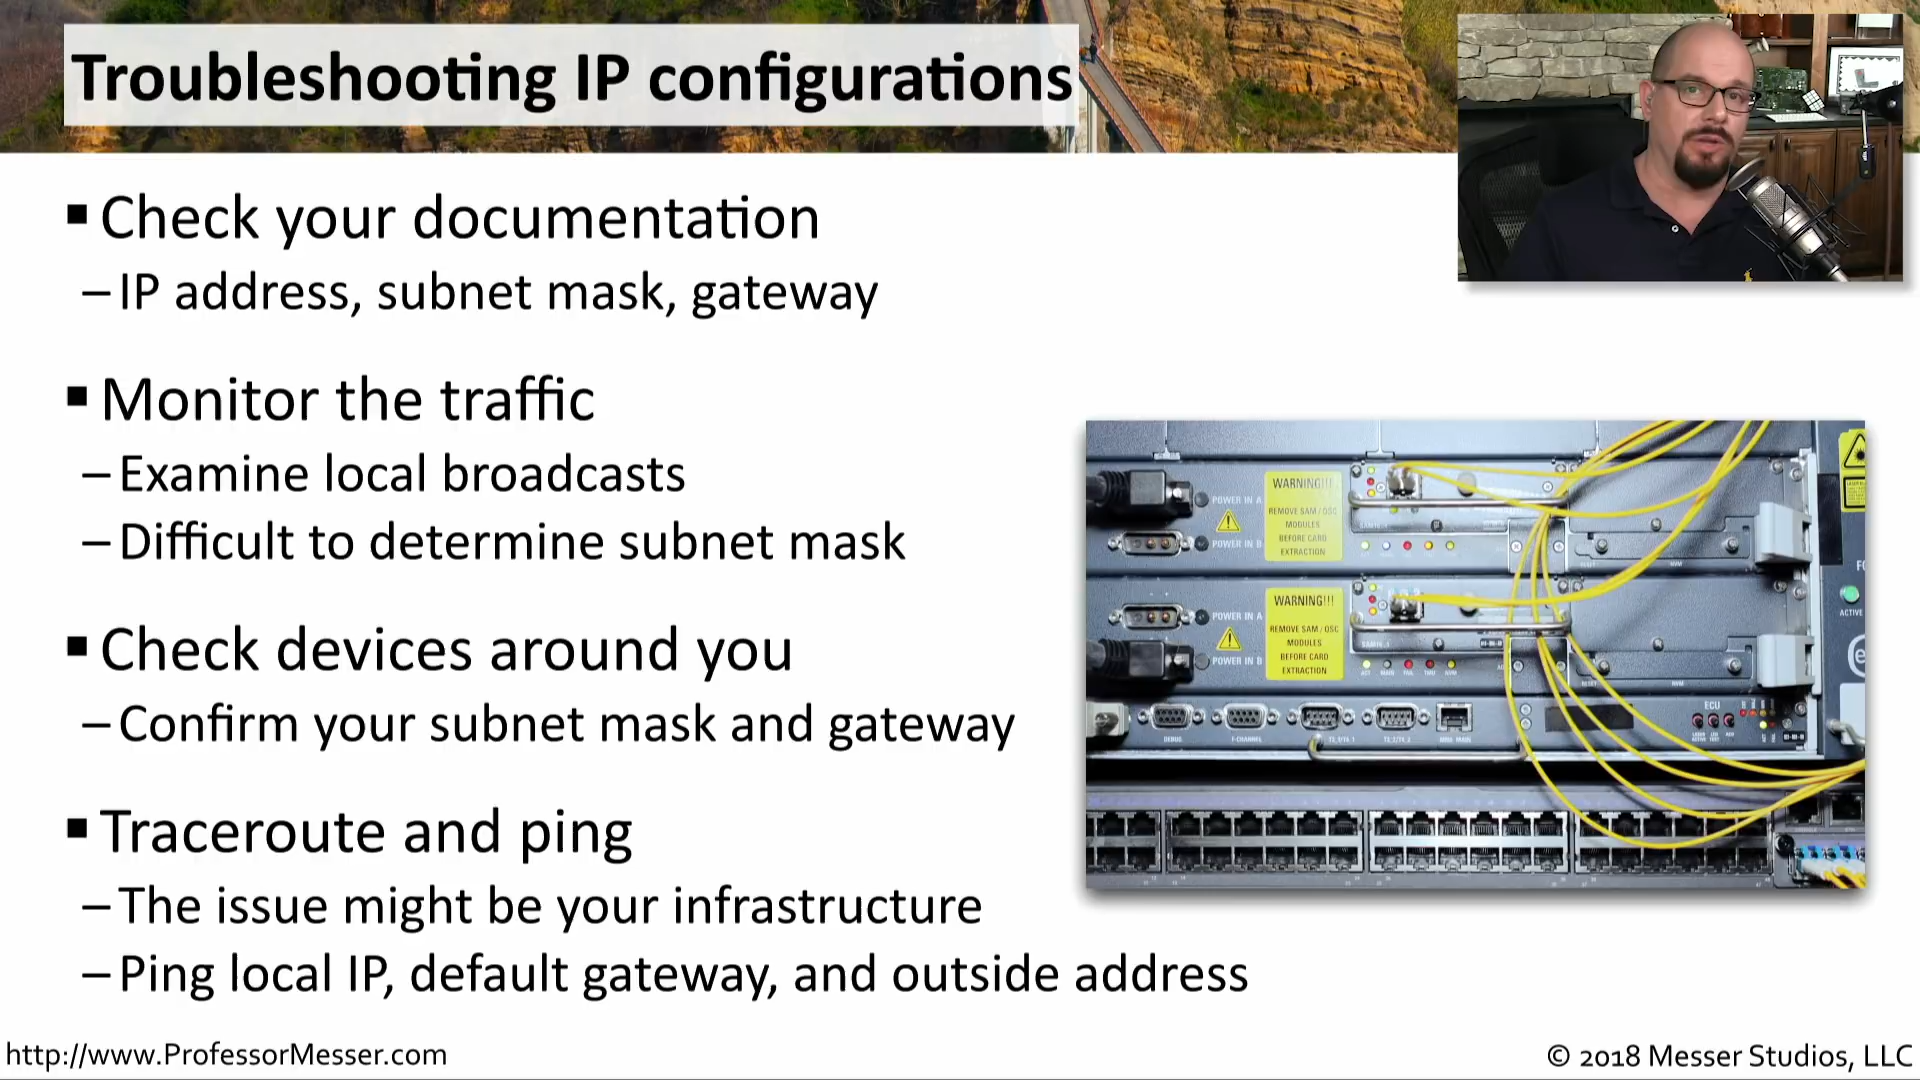 Troubleshooting IP configurations
Check your documentation
– IP address, subnet mask, gateway
Monitor the traffic
– Examine local broadcasts
– Difficult to determine subnet mask
Check devices around you
– Confirm your subnet mask and gateway
Traceroute and ping
– The issue might be your infrastructure
– Ping local IP, default gateway, and outside address
POWER IN A
POWER IN B
WARNING!!!
REMOVE SAM / OSC
MODULES
BEFORE CARD
EXTRACTION
POWER IN A
POWER IN B
WARNING!!!
REMOVE SAM / OSC
MODULES
BEFORE CARD
EXTRACTION
ACTIVE
ECU
DEBUG
F-CHANNEL
http://www.ProfessorMesser.com
© 2018 Messer Studios, LLC